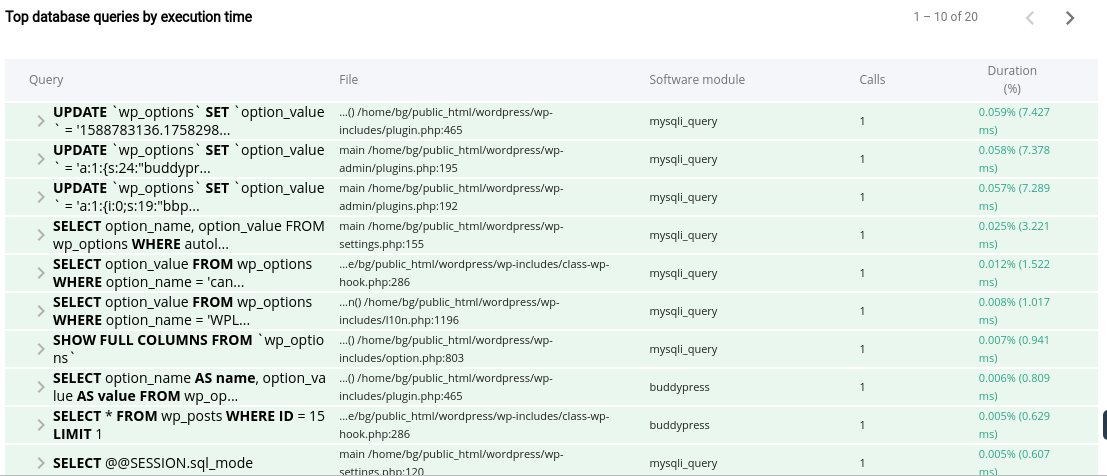 Top database queries by execution time
1 – 10 of 20
Query File Software module Calls Duration
(%)
UPDATE `wp_options` SET `option_value
` = '1588783136.1758298...
...() /home/bg/public_html/wordpress/wp-
includes/plugin.php:465
mysqli_query
1
0.059% (7.427
ms)
UPDATE `wp_options` SET `option_value
` = 'a:1:{s:24:"buddypr...
main /home/bg/public_html/wordpress/wp-
admin/plugins.php:195
mysqli_query
1
0.058% (7.378
ms)
UPDATE `wp_options` SET `option_value
` = 'a:1:{i:0;s:19:"bbp...
main /home/bg/public_html/wordpress/wp-
admin/plugins.php:192
mysqli_query
1
0.057% (7.289
ms)
SELECT option_name, option_value FROM
wp_options WHERE autol...
main /home/bg/public_html/wordpress/wp-
settings.php:155
mysqli_query
1
0.025% (3.221
ms)
SELECT option_value FROM wp_options
WHERE option_name = 'can...
...e/bg/public_html/wordpress/wp-includes/class-wp-
hook.php:286
mysqli_query
1
0.012% (1.522
ms)
SELECT option_value FROM wp_options
WHERE option_name = 'WPL...
...n() /home/bg/public_html/wordpress/wp-
includes/l10n.php:1196
mysqli_query
1
0.008% (1.017
ms)
SHOW FULL COLUMNS FROM `wp_optio
ns`
...() /home/bg/public_html/wordpress/wp-
includes/option.php:803
mysqli_query
1
0.007% (0.941
ms)
SELECT option_name AS name, option_va
lue AS value FROM wp_op...
...() /home/bg/public_html/wordpress/wp-
includes/plugin.php:465
buddypress
1
0.006% (0.809
ms)
SELECT * FROM wp_posts WHERE ID = 15
LIMIT 1
...e/bg/public_html/wordpress/wp-includes/class-wp-
hook.php:286
buddypress
1
0.005% (0.629
ms)
SELECT @@SESSION.sql_mode
main /home/bg/public_html/wordpress/wp-
settings.php:120
mysqli_query
1
0.005% (0.607
ms)